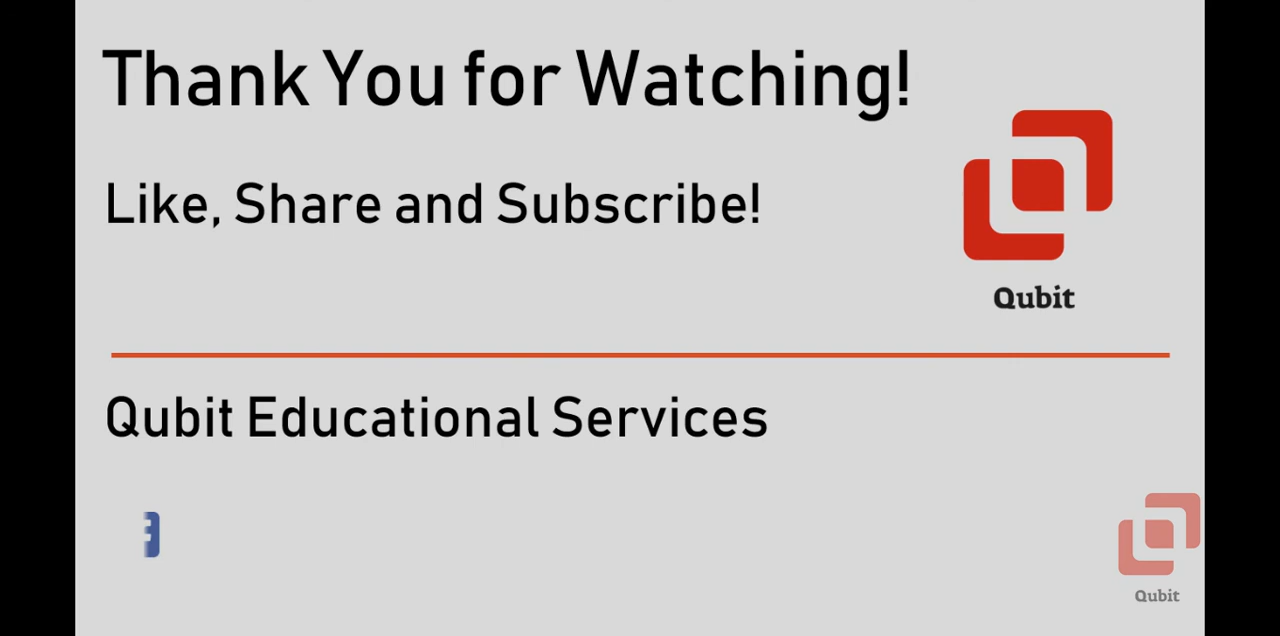 Thank You for Watching!
Like, Share and Subscribe!
Qubit
Qubit Educational Services
Qubit